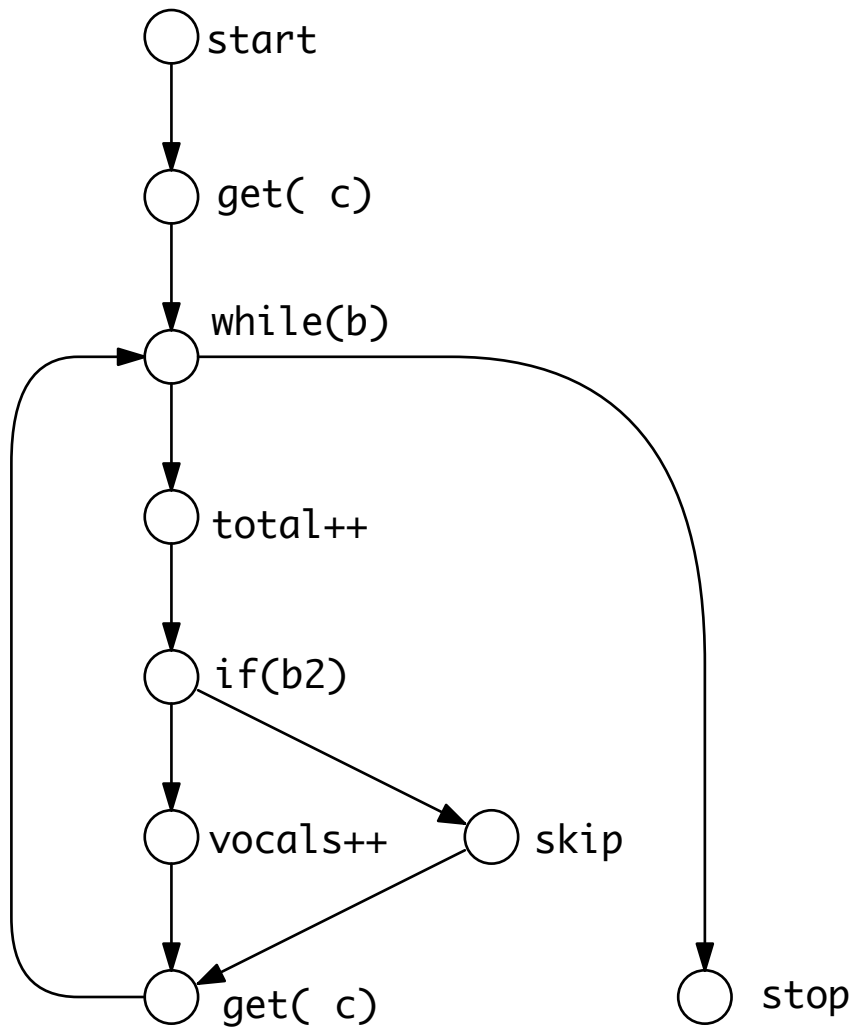 start
get( c)
while(b)
total++
if(b2)
vocals++
skip
get( c)
stop